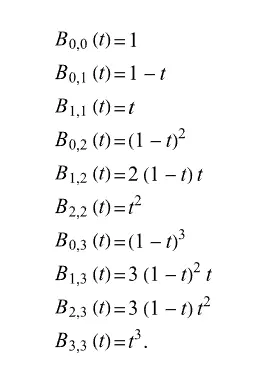 B₀,₀ (t)=1
B₀,₁ (t)=1 – t
B₁,₁ (t)=t
B₀,₂ (t)=(1 – t)²
B₁,₂ (t)=2 (1 – t) t
B₂,₂ (t)=t²
B₀,₃ (t)=(1 – t)³
B₁,₃ (t)=3 (1 – t)² t
B₂,₃ (t)=3 (1 – t) t²
B₃,₃ (t)=t³.